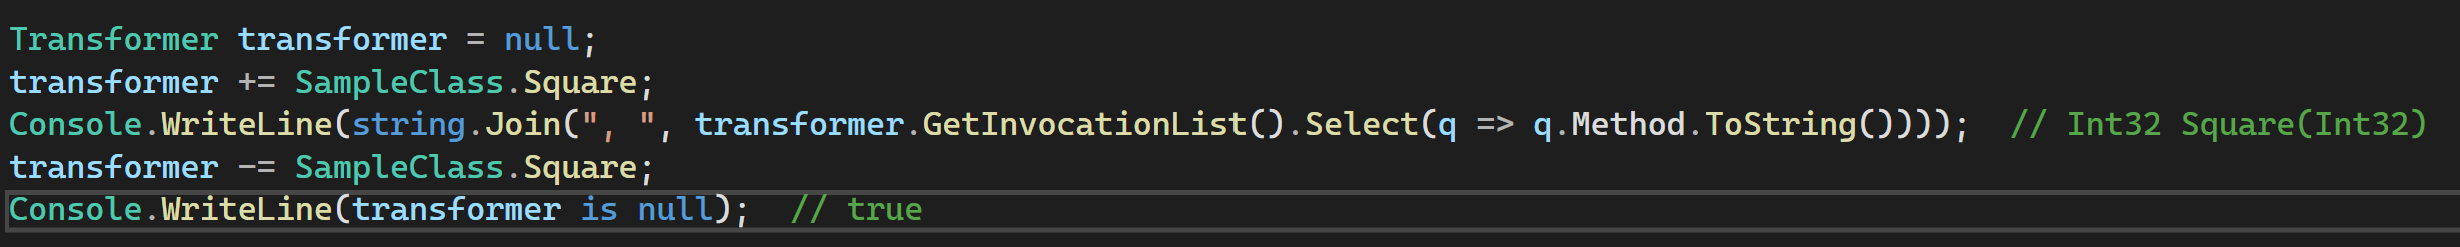 Transformer transformer = null;
transformer += SampleClass.Square;
Console.WriteLine(string.Join(", ", transformer.GetInvocationList().Select(q => q.Method.ToString())));  // Int32 Square(Int32)
transformer -= SampleClass.Square;
Console.WriteLine(transformer is null);  // true